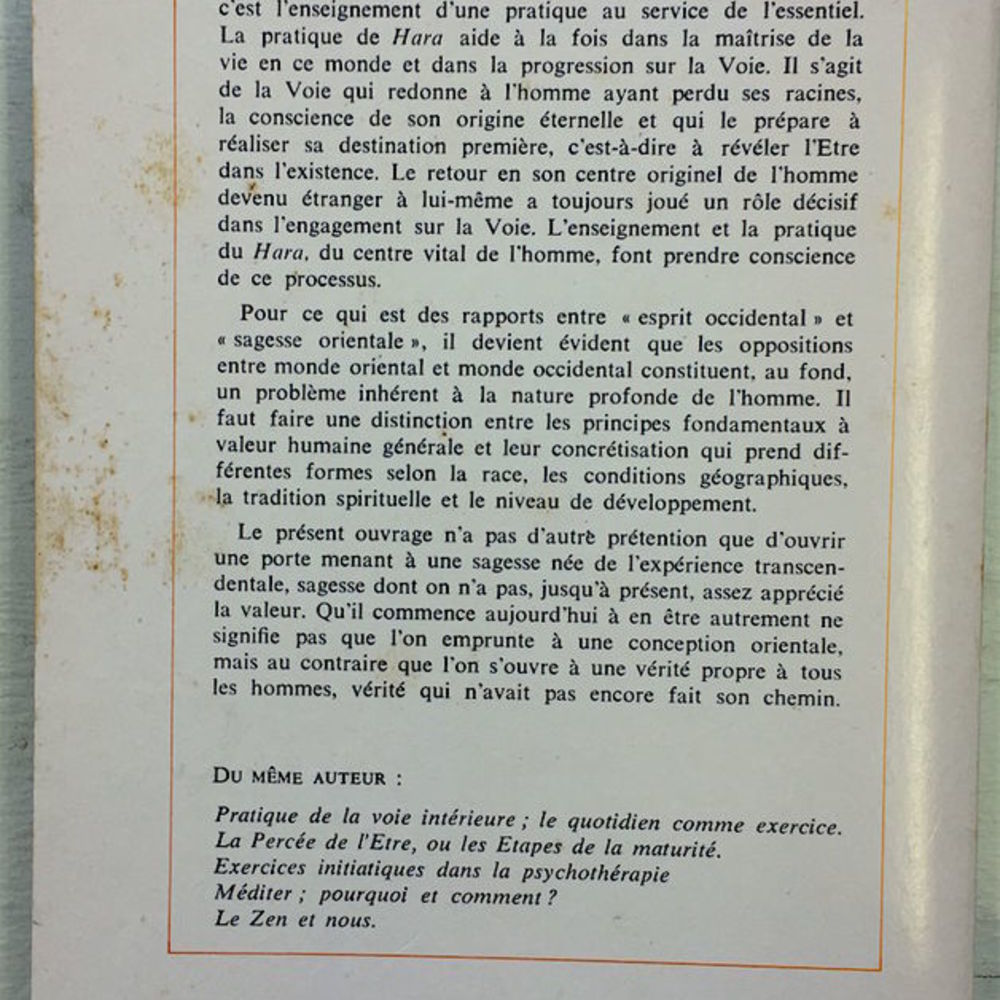 c'est l'enseignement d'une pratique au service de l'essentiel.
La pratique de Hara aide à la fois dans la maîtrise de la
vie en ce monde et dans la progression sur la Voie. Il s'agit
de la Voie qui redonne à l'homme ayant perdu ses racines,
la conscience de son origine éternelle et qui le prépare à
réaliser sa destination première, c'est-à-dire à révéler l'Etre
dans l'existence. Le retour en son centre originel de l'homme
devenu étranger à lui-même a toujours joué un rôle décisif
dans l'engagement sur la Voie. L'enseignement et la pratique
du Hara, du centre vital de l'homme, font prendre conscience
de ce processus.
Pour ce qui est des rapports entre « esprit occidental » et
« sagesse orientale », il devient évident que les oppositions
entre monde oriental et monde occidental constituent, au fond,
un problème inhérent à la nature profonde de l'homme. Il
faut faire une distinction entre les principes fondamentaux à
valeur humaine générale et leur concrétisation qui prend dif-
férentes formes selon la race, les conditions géographiques,
la tradition spirituelle et le niveau de développement.
Le présent ouvrage n'a pas d'autre prétention que d'ouvrir
une porte menant à une sagesse née de l'expérience transcen-
dentale, sagesse dont on n'a pas, jusqu'à présent, assez apprécié
la valeur. Qu'il commence aujourd'hui à en être autrement ne
signifie pas que l'on emprunte à une conception orientale,
mais au contraire que l'on s'ouvre à une vérité propre à tous
les hommes, vérité qui n'avait pas encore fait son chemin.
DU MÊME AUTEUR :
Pratique de la voie intérieure ; le quotidien comme exercice.
La Percée de l'Etre, ou les Etapes de la maturité.
Exercices initiatiques dans la psychothérapie
Méditer ; pourquoi et comment ?
Le Zen et nous.